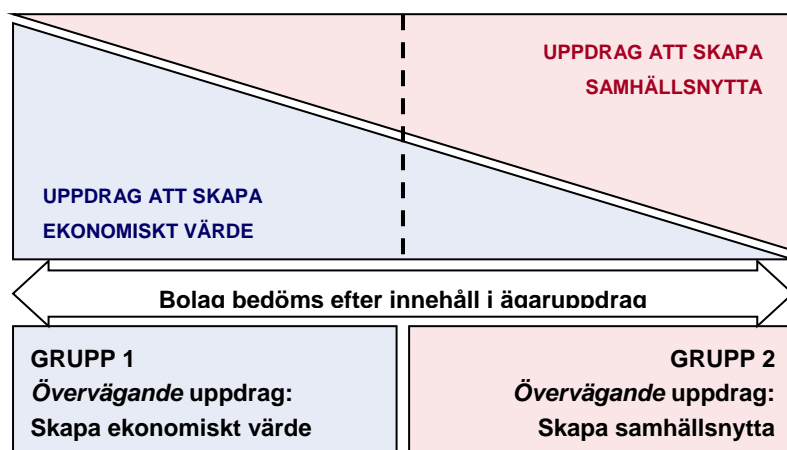 UPPDRAG ATT SKAPA
SAMHÄLLSNYTTA
UPPDRAG ATT SKAPA
EKONOMISKT VÄRDE
Bolag bedöms efter innehåll i ägaruppdrag
GRUPP 1
Övervägande uppdrag:
Skapa ekonomiskt värde
GRUPP 2
Övervägande uppdrag:
Skapa samhällsnytta